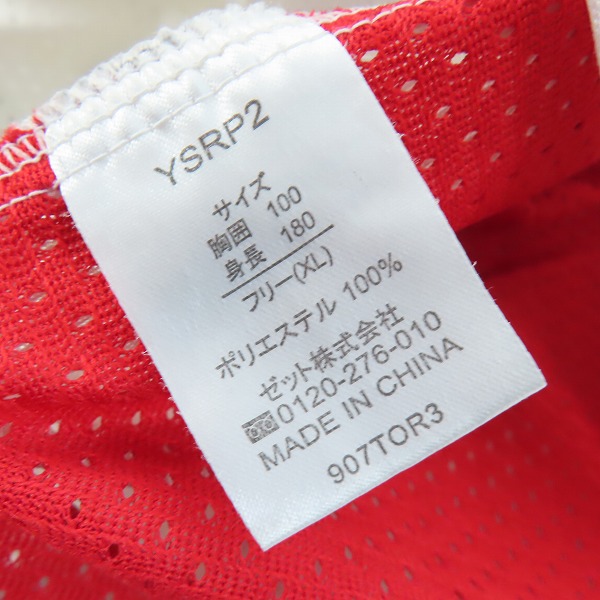 YSRP2
サイズ
胸囲 100
身長 180
フリー(XL)
ポリエステル 100%
ゼット株式会社
0120-276-010
MADE IN CHINA
907TOR3